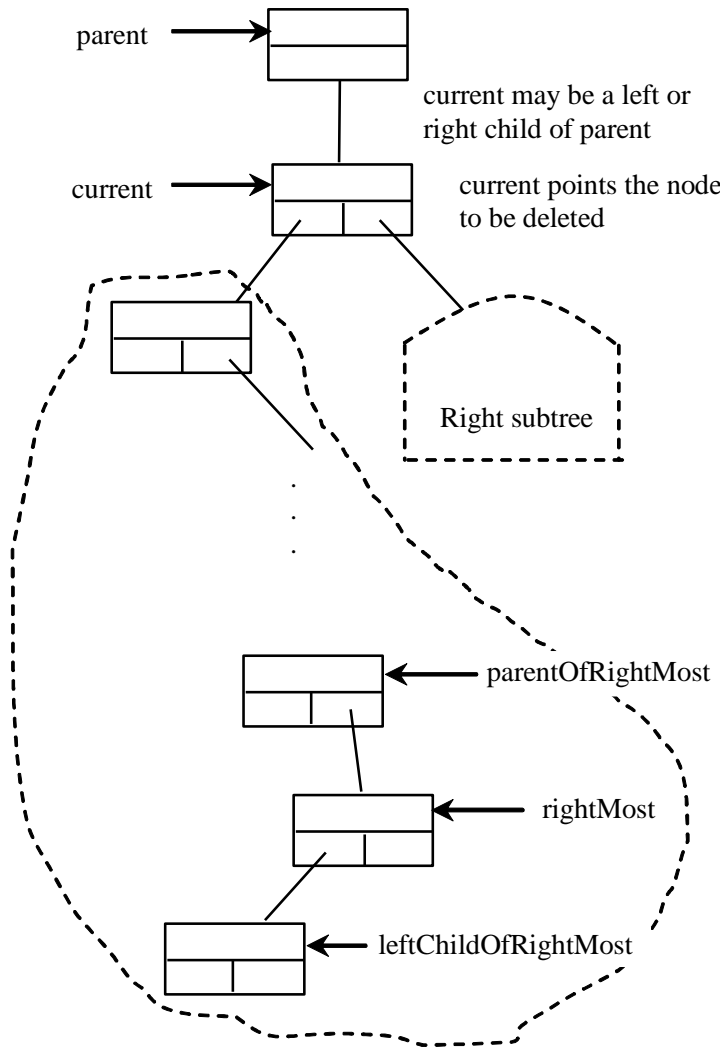 parent
current may be a left or
right child of parent
current
current points the node
to be deleted
Right subtree
.
.
.
parentOfRightMost
rightMost
leftChildOfRightMost